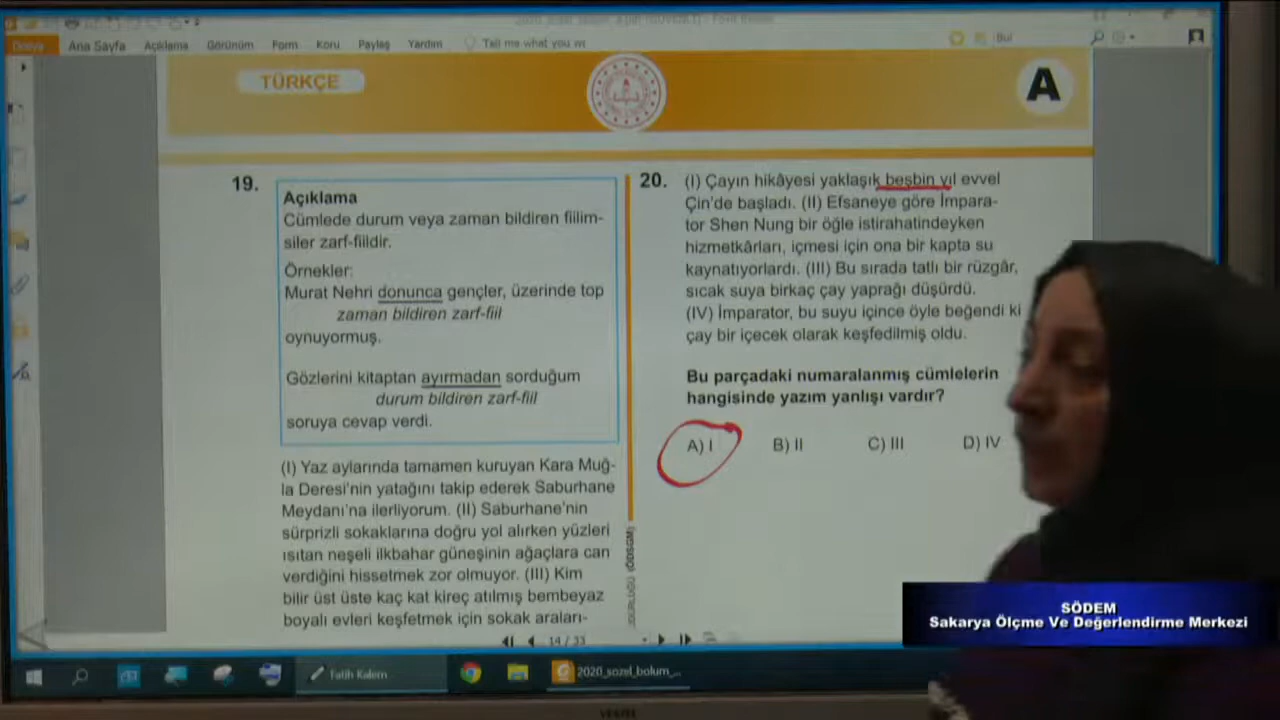 Dosya Ana Sayfa Açıklama Görünüm Form Koru Paylaş Yardım Tell me what you w Bul
TÜRKÇE
A
19.
Açıklama
Cümlede durum veya zaman bildiren fiilim-
siler zarf-fiildir.
Örnekler:
Murat Nehri donunca gençler, üzerinde top
zaman bildiren zarf-fiil
oynuyormuş.
Gözlerini kitaptan ayırmadan sorduğum
durum bildiren zarf-fiil
soruya cevap verdi.
(I) Yaz aylarında tamamen kuruyan Kara Muğ-
la Deresi'nin yatağını takip ederek Saburhane
Meydanı'na ilerliyorum. (II) Saburhane'nin
sürprizli sokaklarına doğru yol alırken yüzleri
ısıtan neşeli ilkbahar güneşinin ağaçlara can
verdiğini hissetmek zor olmuyor. (III) Kim
bilir üst üste kaç kat kireç atılmış bembeyaz
boyalı evleri keşfetmek için sokak araları-
20.
(I) Çayın hikâyesi yaklaşık beşbin yıl evvel
Çin'de başladı. (II) Efsaneye göre İmpara-
tor Shen Nung bir öğle istirahatindeyken
hizmetkârları, içmesi için ona bir kapta su
kaynatıyorlardı. (III) Bu sırada tatlı bir rüzgâr,
sıcak suya birkaç çay yaprağı düşürdü.
(IV) İmparator, bu suyu içince öyle beğendi ki
çay bir içecek olarak keşfedilmiş oldu.
Bu parçadaki numaralanmış cümlelerin
hangisinde yazım yanlışı vardır?
A) I B) II C) III D) IV
(ÖDSGM)
14 / 33
SÖDEM
Sakarya Ölçme Ve Değerlendirme Merkezi
Fatih Kalem
2020_sozel_bolum_...